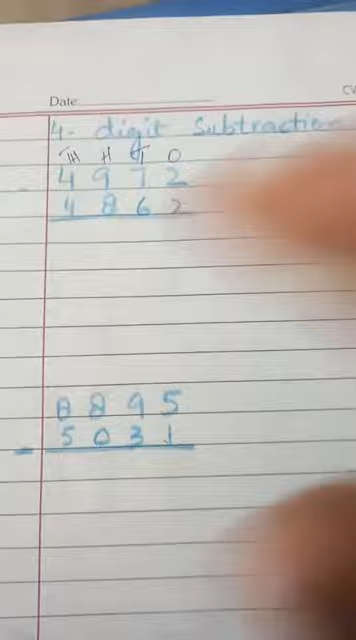 Date
4- digit Subtraction
TH H T O
4 9 7 2
- 4 8 6 2
8 8 9 5
- 5 0 3 1